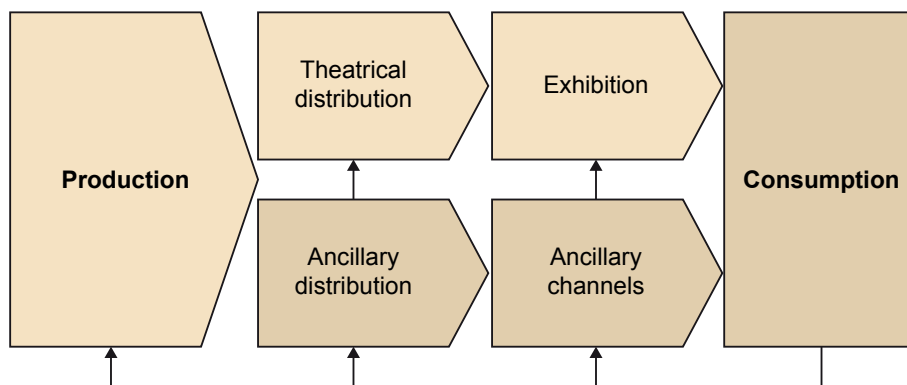 Theatrical
distribution
Exhibition
Production
Consumption
Ancillary
distribution
Ancillary
channels